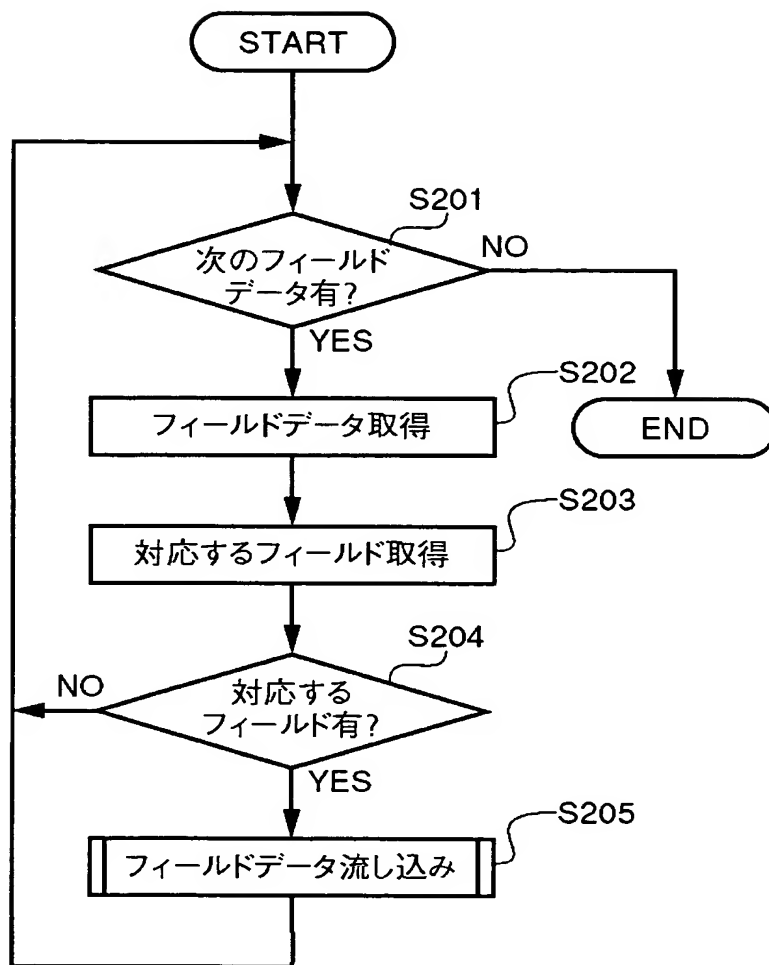 START
S201
次のフィールド
データ有?
NO
YES
S202
フィールドデータ取得
END
S203
対応するフィールド取得
S204
NO
対応する
フィールド有?
YES
S205
フィールドデータ流し込み